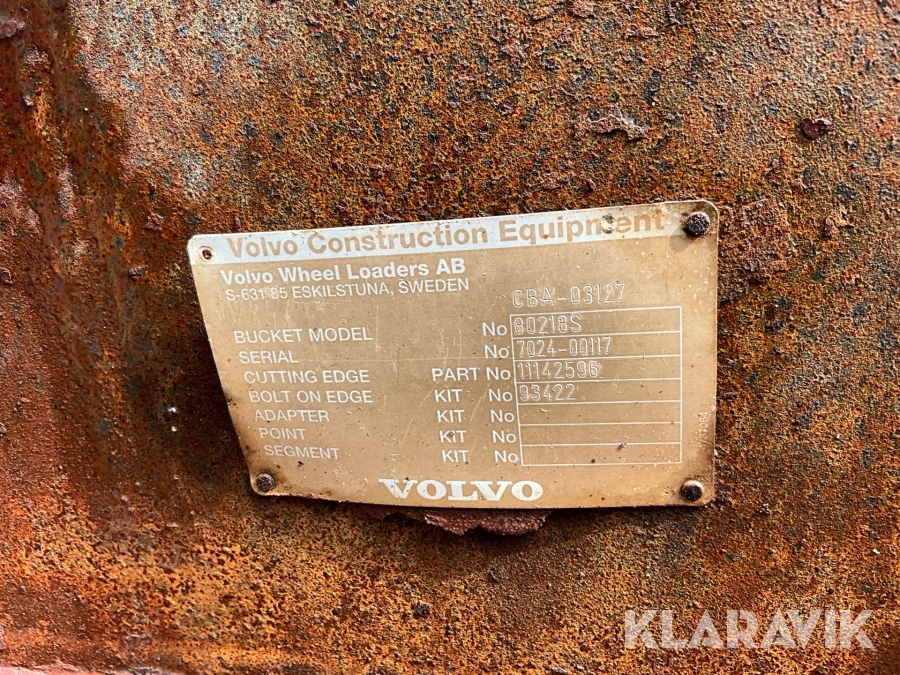 Volvo Construction Equipment
Volvo Wheel Loaders AB
S-631 85 ESKILSTUNA, SWEDEN
CBA-03127
BUCKET MODEL No 80218S
SERIAL No 7024-00117
CUTTING EDGE PART No 11142596
BOLT ON EDGE KIT No 93422
ADAPTER KIT No
POINT KIT No
SEGMENT KIT No
VOLVO
KLARAVIK